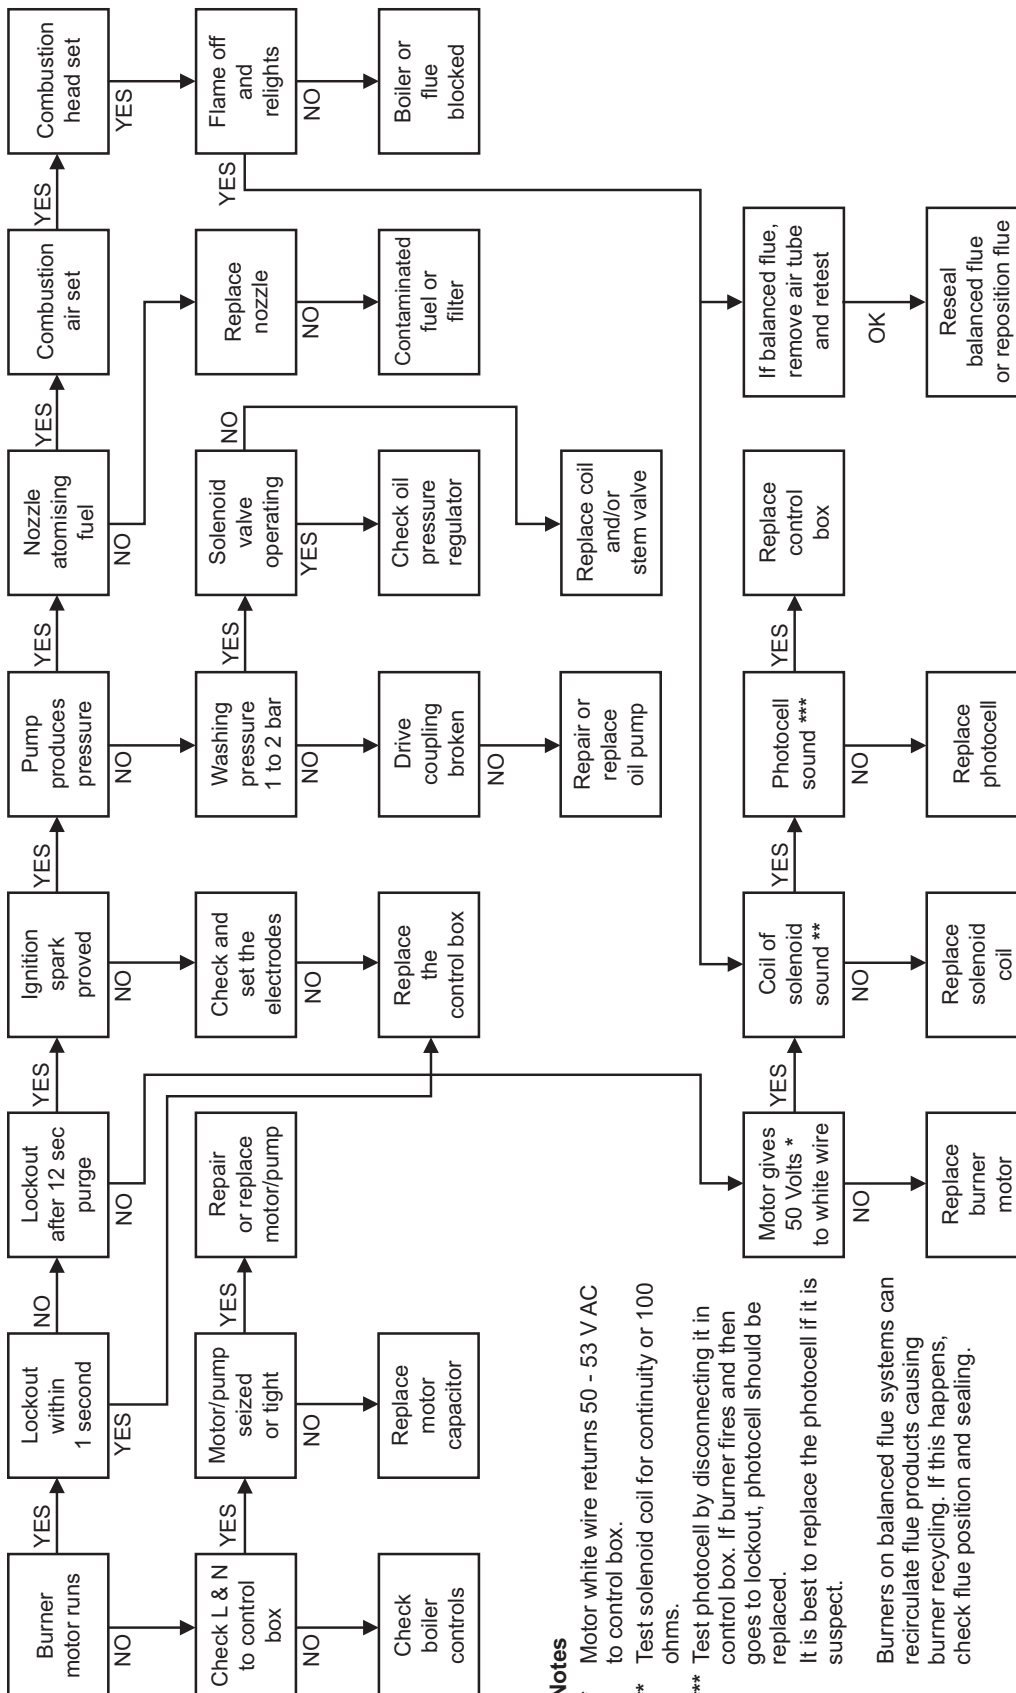 Burner
motor runs
YES
NO
Lockout
within
1 second
NO
YES
Lockout
after 12 sec
purge
YES
NO
Ignition
spark
proved
YES
NO
Pump
produces
pressure
YES
NO
Nozzle
atomising
fuel
YES
NO
Combustion
air set
YES
Combustion
head set
YES
Check L & N
to control
box
YES
NO
Motor/pump
seized
or tight
YES
NO
Repair
or replace
motor/pump
Check and
set the
electrodes
NO
Washing
pressure
1 to 2 bar
YES
NO
Solenoid
valve
operating
NO
YES
Replace
nozzle
NO
Flame off
and
relights
YES
NO
Check
boiler
controls
Replace
motor
capacitor
Replace
the
control box
Drive
coupling
broken
NO
Check oil
pressure
regulator
Contaminated
fuel or
filter
Boiler or
flue
blocked
Repair or
replace
oil pump
Replace coil
and/or
stem valve
Notes
* Motor white wire returns 50 - 53 V AC
to control box.
** Test solenoid coil for continuity or 100
ohms.
*** Test photocell by disconnecting it in
control box. If burner fires and then
goes to lockout, photocell should be
replaced.
It is best to replace the photocell if it is
suspect.
Burners on balanced flue systems can
recirculate flue products causing
burner recycling. If this happens,
check flue position and sealing.
Motor gives
50 Volts *
to white wire
YES
NO
Coil of
solenoid
sound **
YES
NO
Photocell
sound ***
YES
NO
Replace
control
box
If balanced flue,
remove air tube
and retest
OK
Replace
burner
motor
Replace
solenoid
coil
Replace
photocell
Reseal
balanced flue
or reposition flue